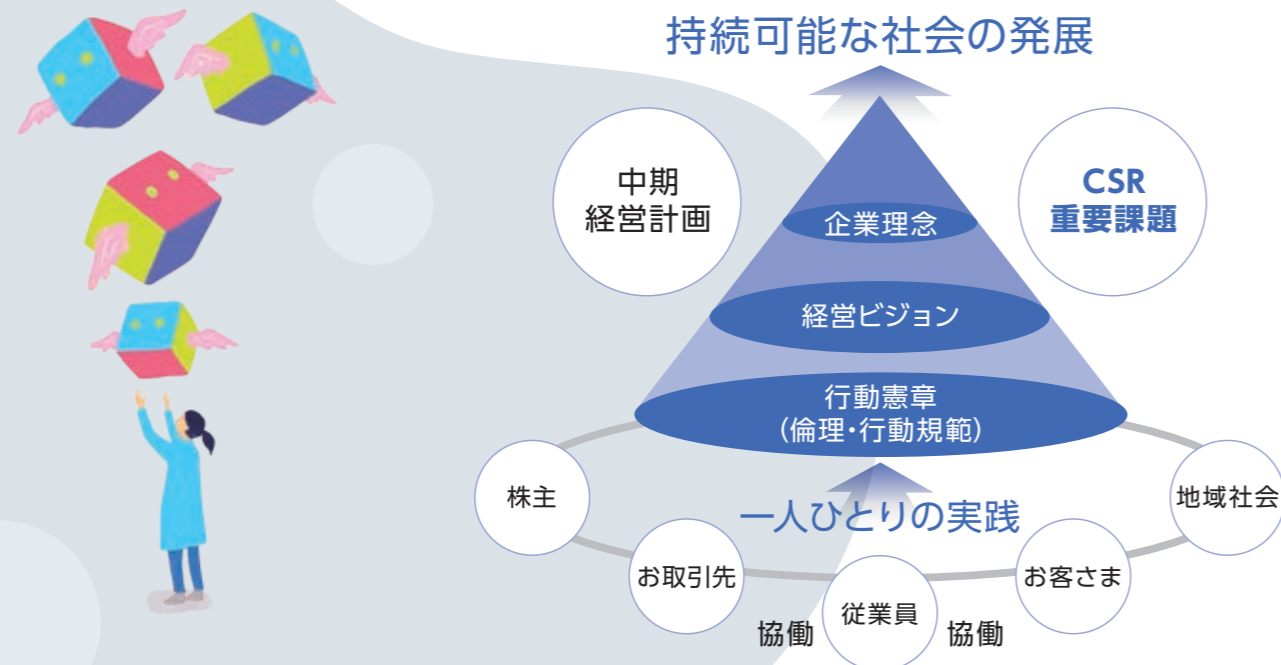 持続可能な社会の発展
中期
経営計画
CSR
重要課題
企業理念
経営ビジョン
行動憲章
（倫理・行動規範）
株主
地域社会
一人ひとりの実践
お取引先
お客さま
従業員
協働
協働